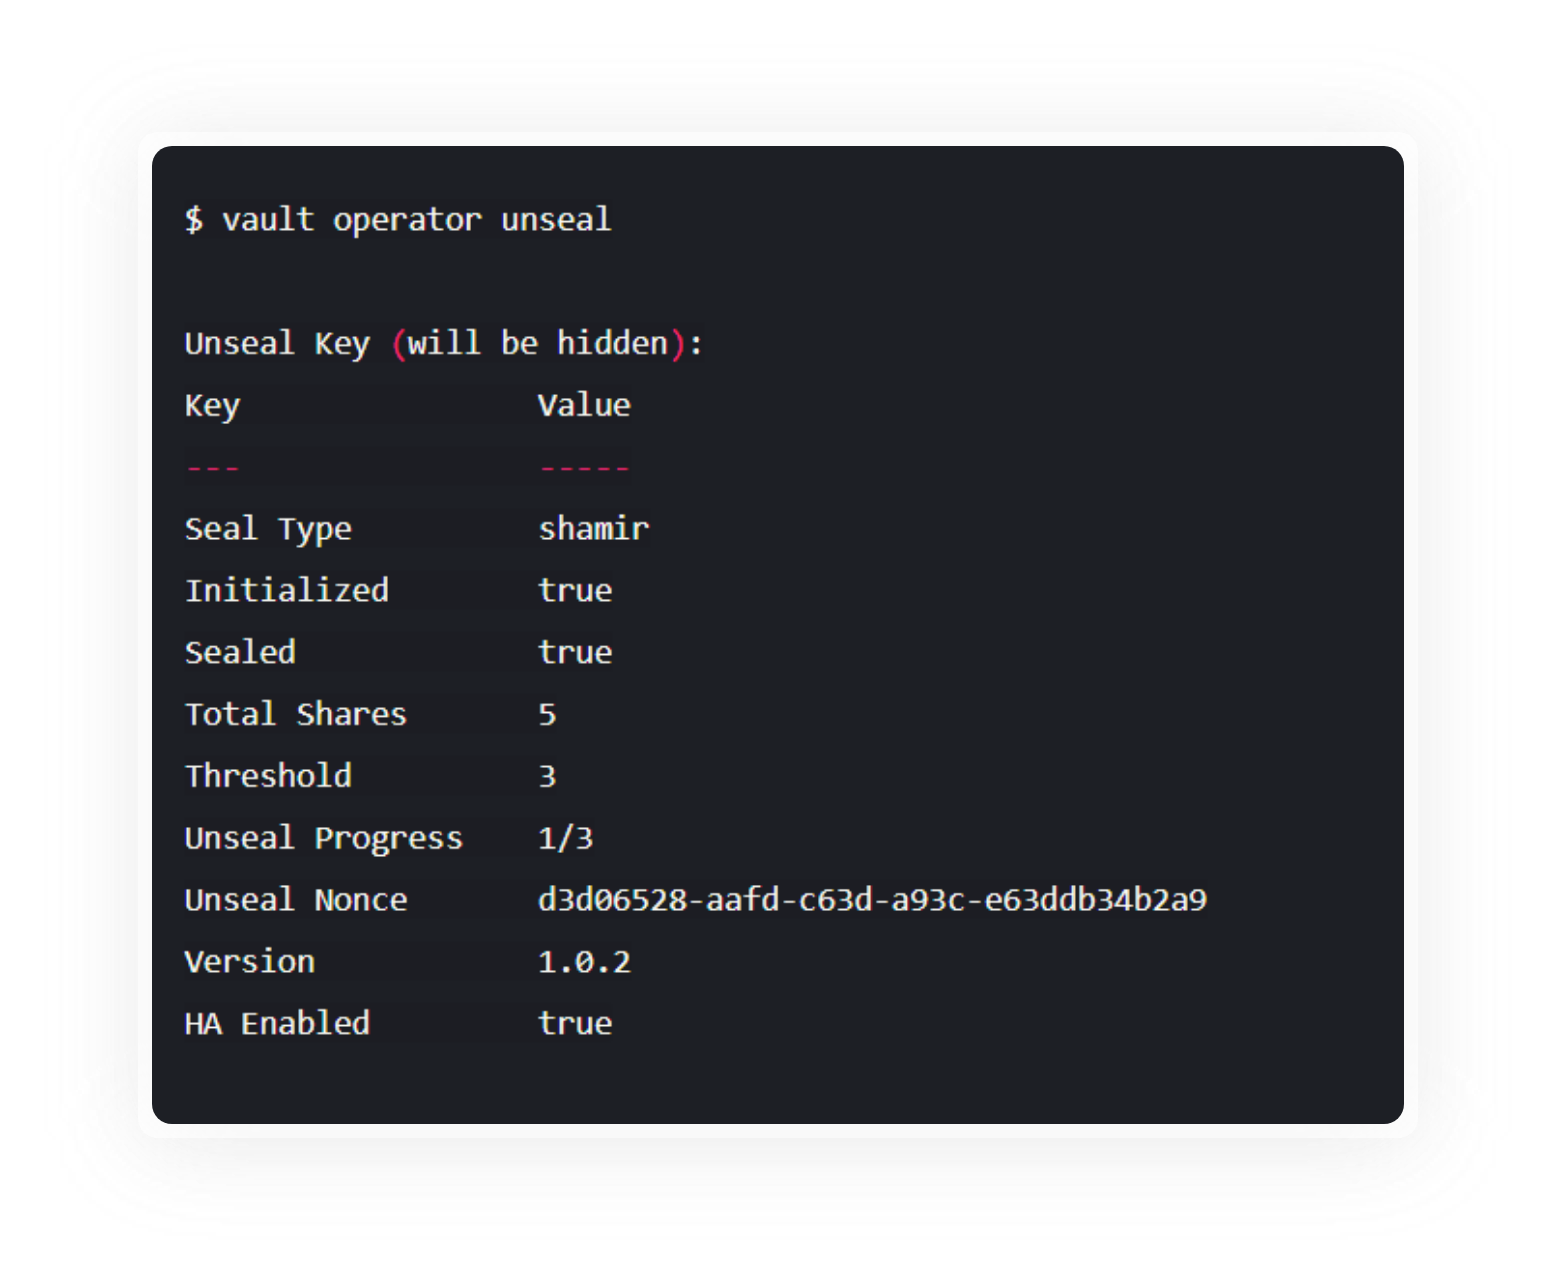 $ vault operator unseal
Unseal Key (will be hidden):
Key                Value
---                -----
Seal Type          shamir
Initialized        true
Sealed             true
Total Shares       5
Threshold          3
Unseal Progress    1/3
Unseal Nonce       d3d06528-aafd-c63d-a93c-e63ddb34b2a9
Version            1.0.2
HA Enabled         true